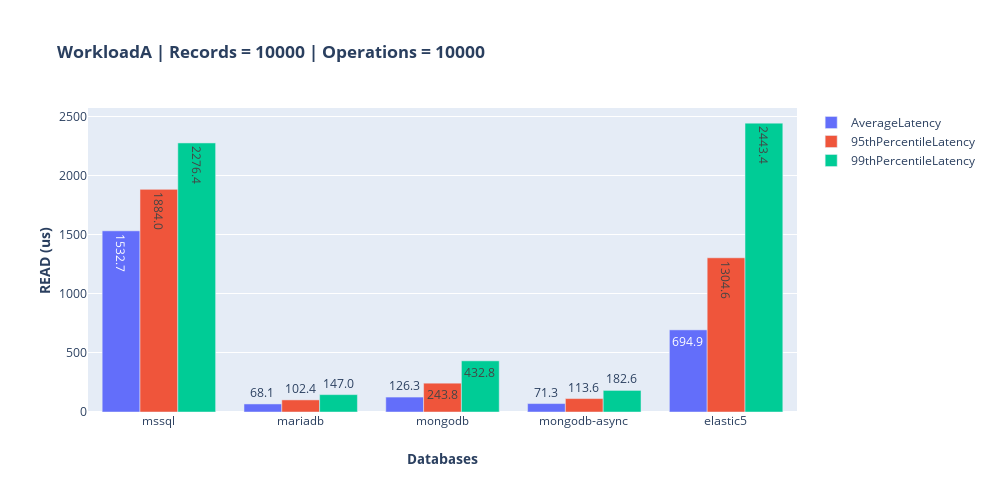 WorkloadA | Records = 10000 | Operations = 10000
AverageLatency
95thPercentileLatency
99thPercentileLatency
READ (us)
2500
2000
1500
1000
500
0
1532.7
1884.0
2276.4
68.1
102.4
147.0
126.3
243.8
432.8
71.3
113.6
182.6
694.9
1304.6
2443.4
mssql
mariadb
mongodb
mongodb-async
elastic5
Databases